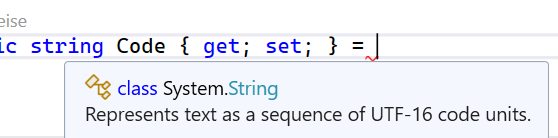 eise
ic string Code { get; set; } =
class System.String
Represents text as a sequence of UTF-16 code units.